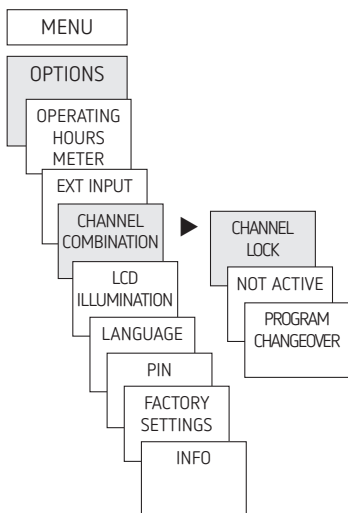 MENU
OPTIONS
OPERATING
HOURS
METER
EXT INPUT
CHANNEL
COMBINATION
LCD
ILLUMINATION
LANGUAGE
PIN
FACTORY
SETTINGS
INFO
CHANNEL
LOCK
NOT ACTIVE
PROGRAM
CHANGEOVER